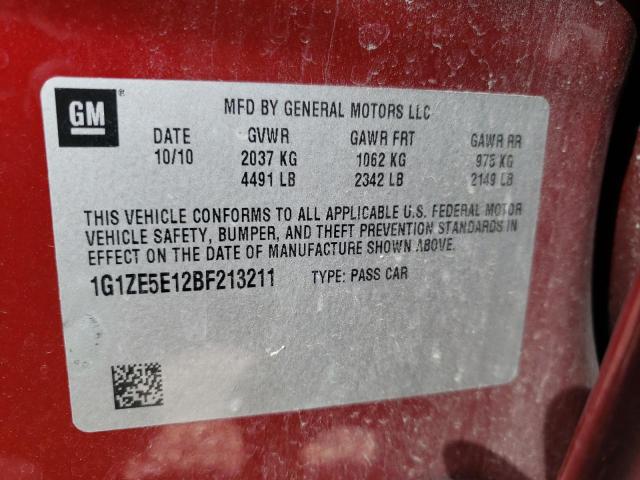 GM ®
MFD BY GENERAL MOTORS LLC
DATE GVWR GAWR FRT GAWR RR
10/10 2037 KG 1062 KG 975 KG
4491 LB 2342 LB 2149 LB
THIS VEHICLE CONFORMS TO ALL APPLICABLE U.S. FEDERAL MOTOR
VEHICLE SAFETY, BUMPER, AND THEFT PREVENTION STANDARDS IN
EFFECT ON THE DATE OF MANUFACTURE SHOWN ABOVE.
1G1ZE5E12BF213211 TYPE: PASS CAR